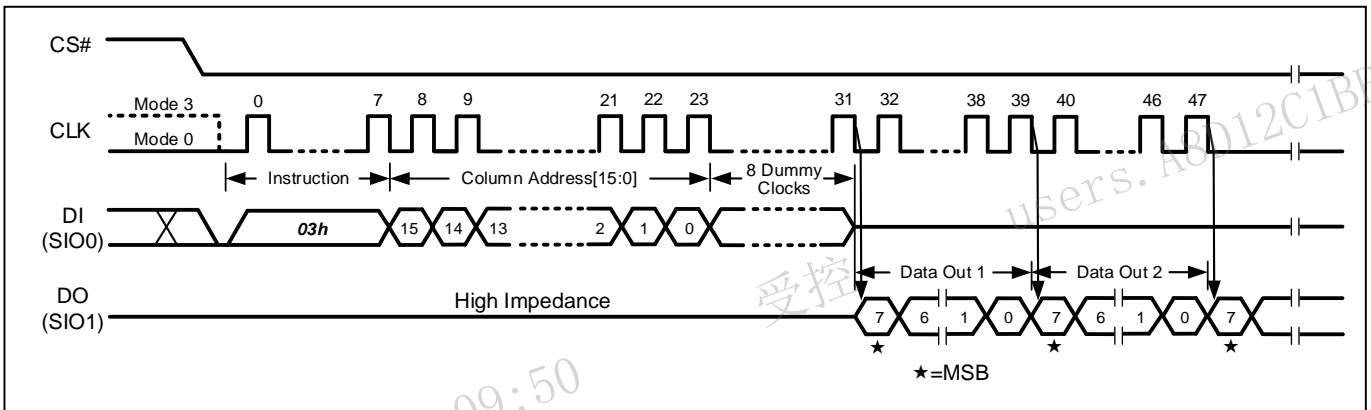 CS#
Mode 3
Mode 0
CLK
0 7 8 9 21 22 23 31 32 38 39 40 46 47
Instruction
Column Address[15:0]
8 Dummy
Clocks
DI
(SIO0)
03h
15 14 13 2 1 0
Data Out 1
Data Out 2
DO
(SIO1)
High Impedance
7 6 1 0 7 6 1 0 7
★ ★ ★
★=MSB
users. A8D12C1BF
受控
09:50